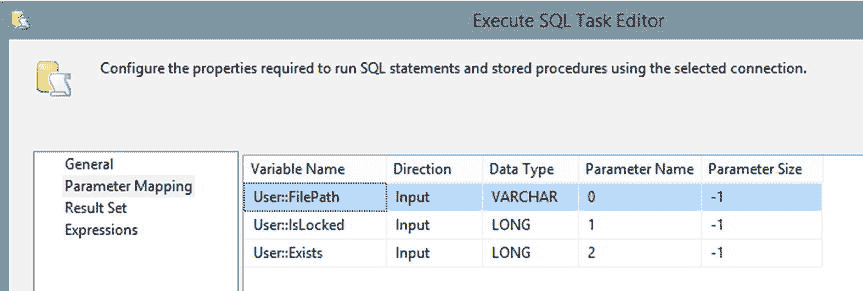 Execute SQL Task Editor
Configure the properties required to run SQL statements and stored procedures using the selected connection.
General
Parameter Mapping
Result Set
Expressions
Variable Name Direction Data Type Parameter Name Parameter Size
User::FilePath Input VARCHAR 0 -1
User::IsLocked Input LONG 1 -1
User::Exists Input LONG 2 -1